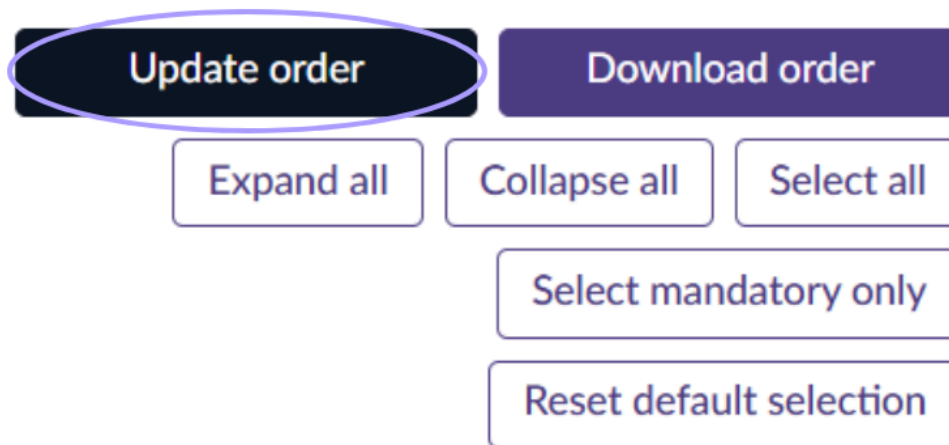 Update order Download order
Expand all Collapse all Select all
Select mandatory only
Reset default selection